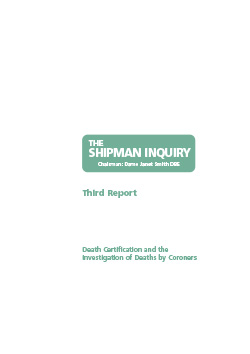 THE
SHIPMAN INQUIRY
Chairman: Dame Janet Smith DBE
Third Report
Death Certification and the
Investigation of Deaths by Coroners